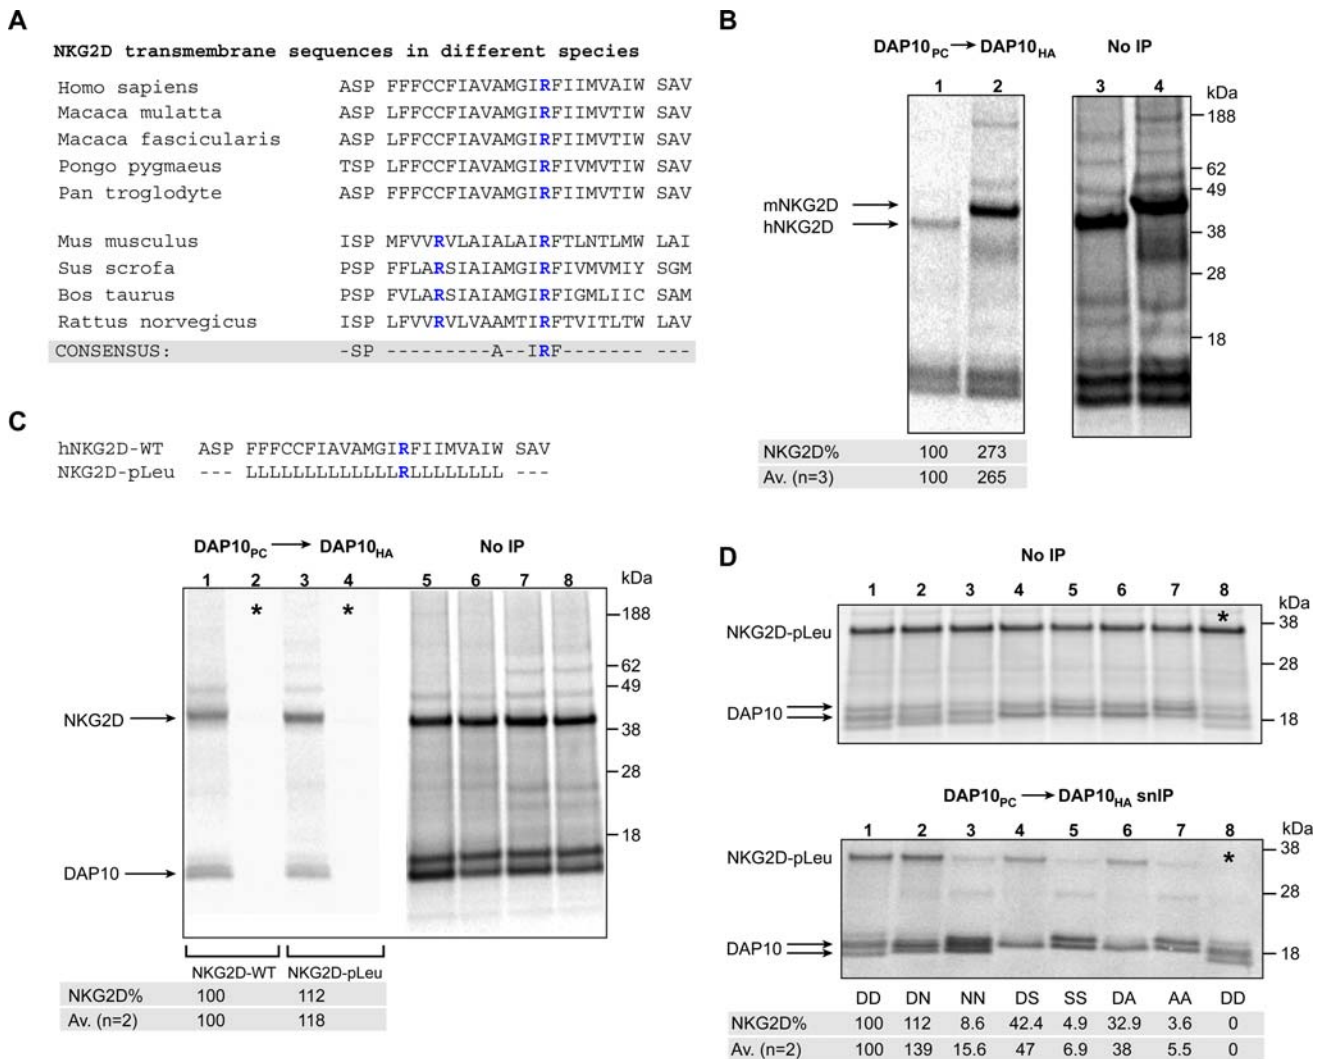 A
NKG2D transmembrane sequences in different species
Homo sapiens ASP FFFCCFIAVAMGIRFIIMVAIW SAV
Macaca mulatta ASP LFFCCFIAVAMGIRFIIMVTIW SAV
Macaca fascicularis ASP LFFCCFIAVAMGIRFIIMVTIW SAV
Pongo pygmaeus TSP LFFCCFIAVAMGIRFIVMVTIW SAV
Pan troglodyte ASP FFFCCFIAVAMGIRFIIMVTIW SAV
Mus musculus ISP MFVVRVLAIALAIRFTLNTLMW LAI
Sus scrofa PSP FFLARSIAIAMGIRFIVMVMIY SGM
Bos taurus PSP FVLARSIAIAMGIRFIGMLIIC SAM
Rattus norvegicus ISP LFVVRVLVAAMTIRFTVITLTW LAV
CONSENSUS: -SP ---------A--IRF------- ---
B
DAP10PC → DAP10HA No IP
1 2 3 4 kDa
188
62
49
38
28
18
mNKG2D
hNKG2D
NKG2D% 100 273
Av. (n=3) 100 265
C
hNKG2D-WT ASP FFFCCFIAVAMGIRFIIMVAIW SAV
NKG2D-pLeu --- LLLLLLLLLLLLLRLLLLLLLL ---
DAP10PC → DAP10HA No IP
1 2 3 4 5 6 7 8 kDa
* *
188
62
49
38
28
18
NKG2D
DAP10
NKG2D-WT NKG2D-pLeu
NKG2D% 100 112
Av. (n=2) 100 118
D
No IP
1 2 3 4 5 6 7 8 kDa
NKG2D-pLeu * 38
28
DAP10 18
DAP10PC → DAP10HA snIP
1 2 3 4 5 6 7 8 kDa
NKG2D-pLeu * 38
28
DAP10 18
DD DN NN DS SS DA AA DD
NKG2D% 100 112 8.6 42.4 4.9 32.9 3.6 0
Av. (n=2) 100 139 15.6 47 6.9 38 5.5 0